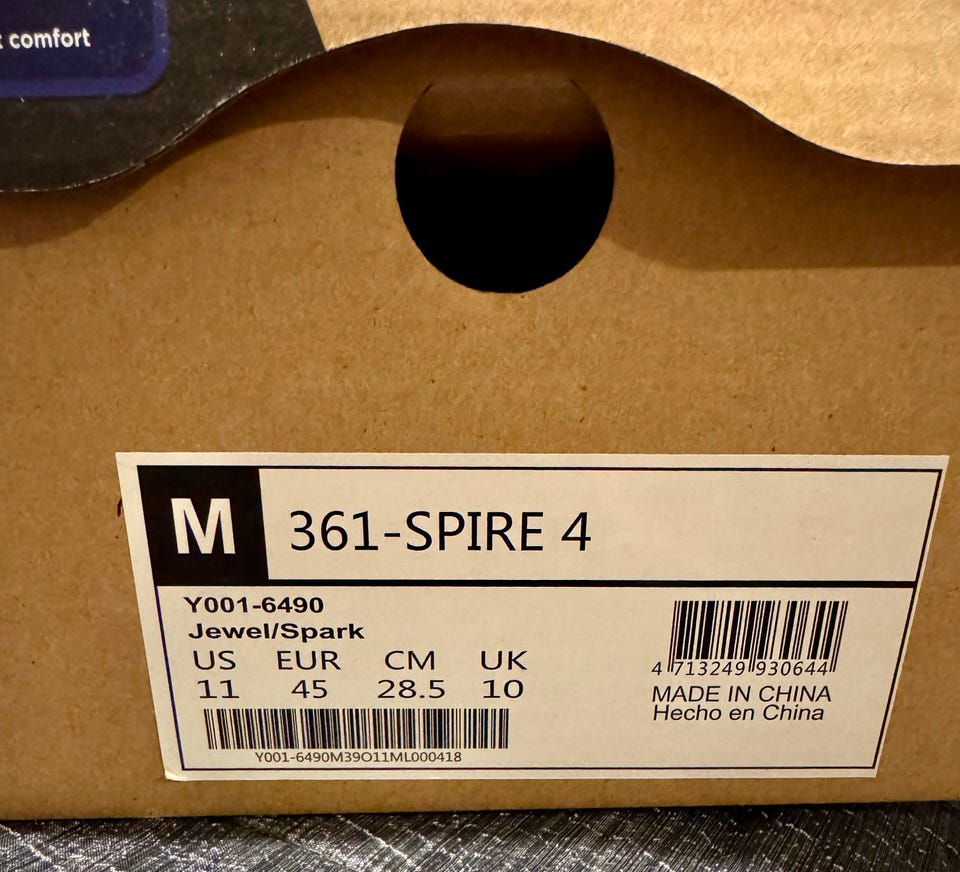 comfort
M 361-SPIRE 4
Y001-6490
Jewel/Spark
US EUR CM UK
11 45 28.5 10
Y001-6490M39O11ML000418
4 713249 930644
MADE IN CHINA
Hecho en China